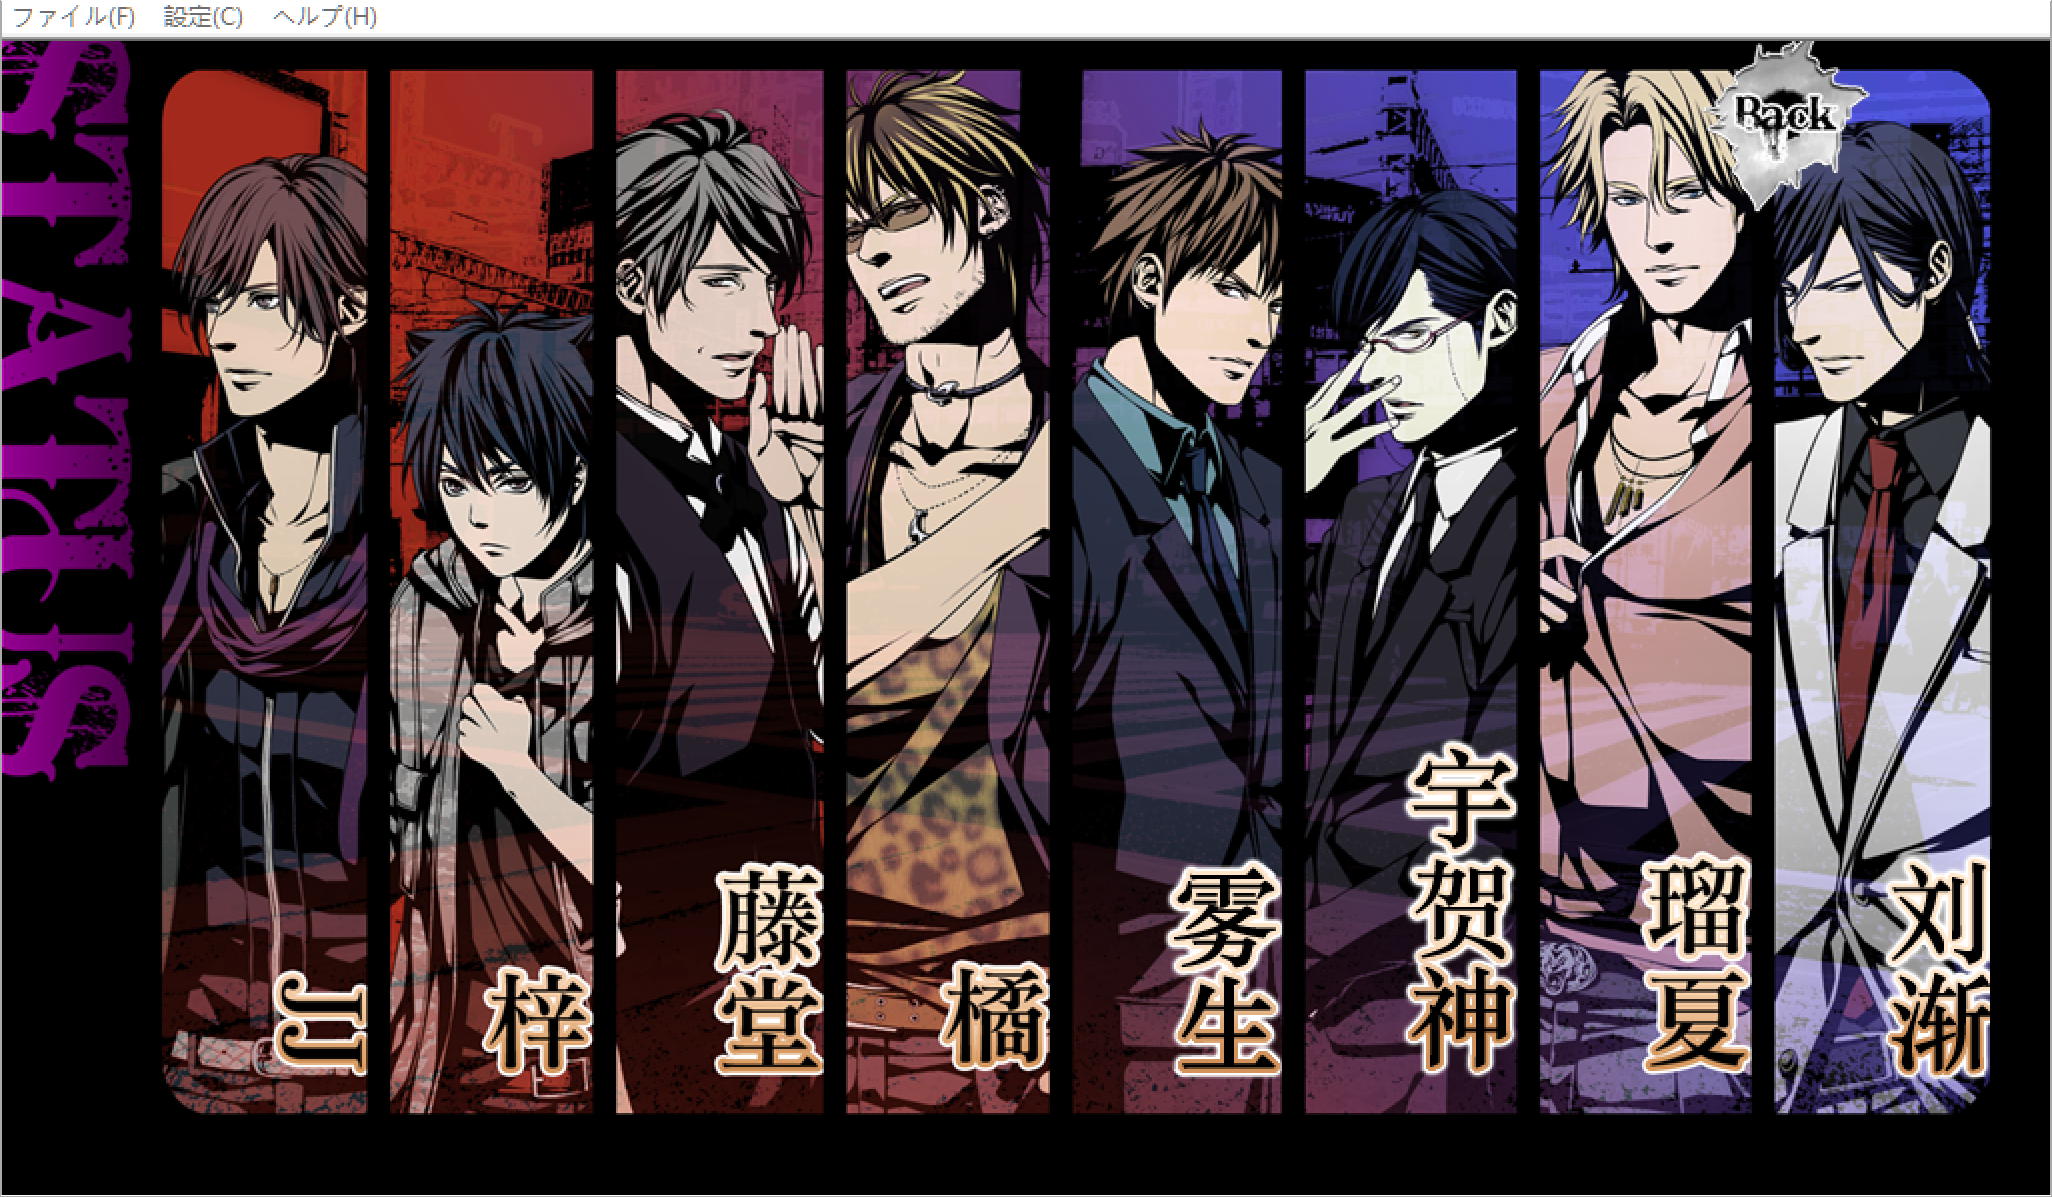 ファイル(F) 設定(C) ヘルプ(H)
Back
JJ
梓
藤堂
橘
雾生
宇贺神
瑠夏
刘渐